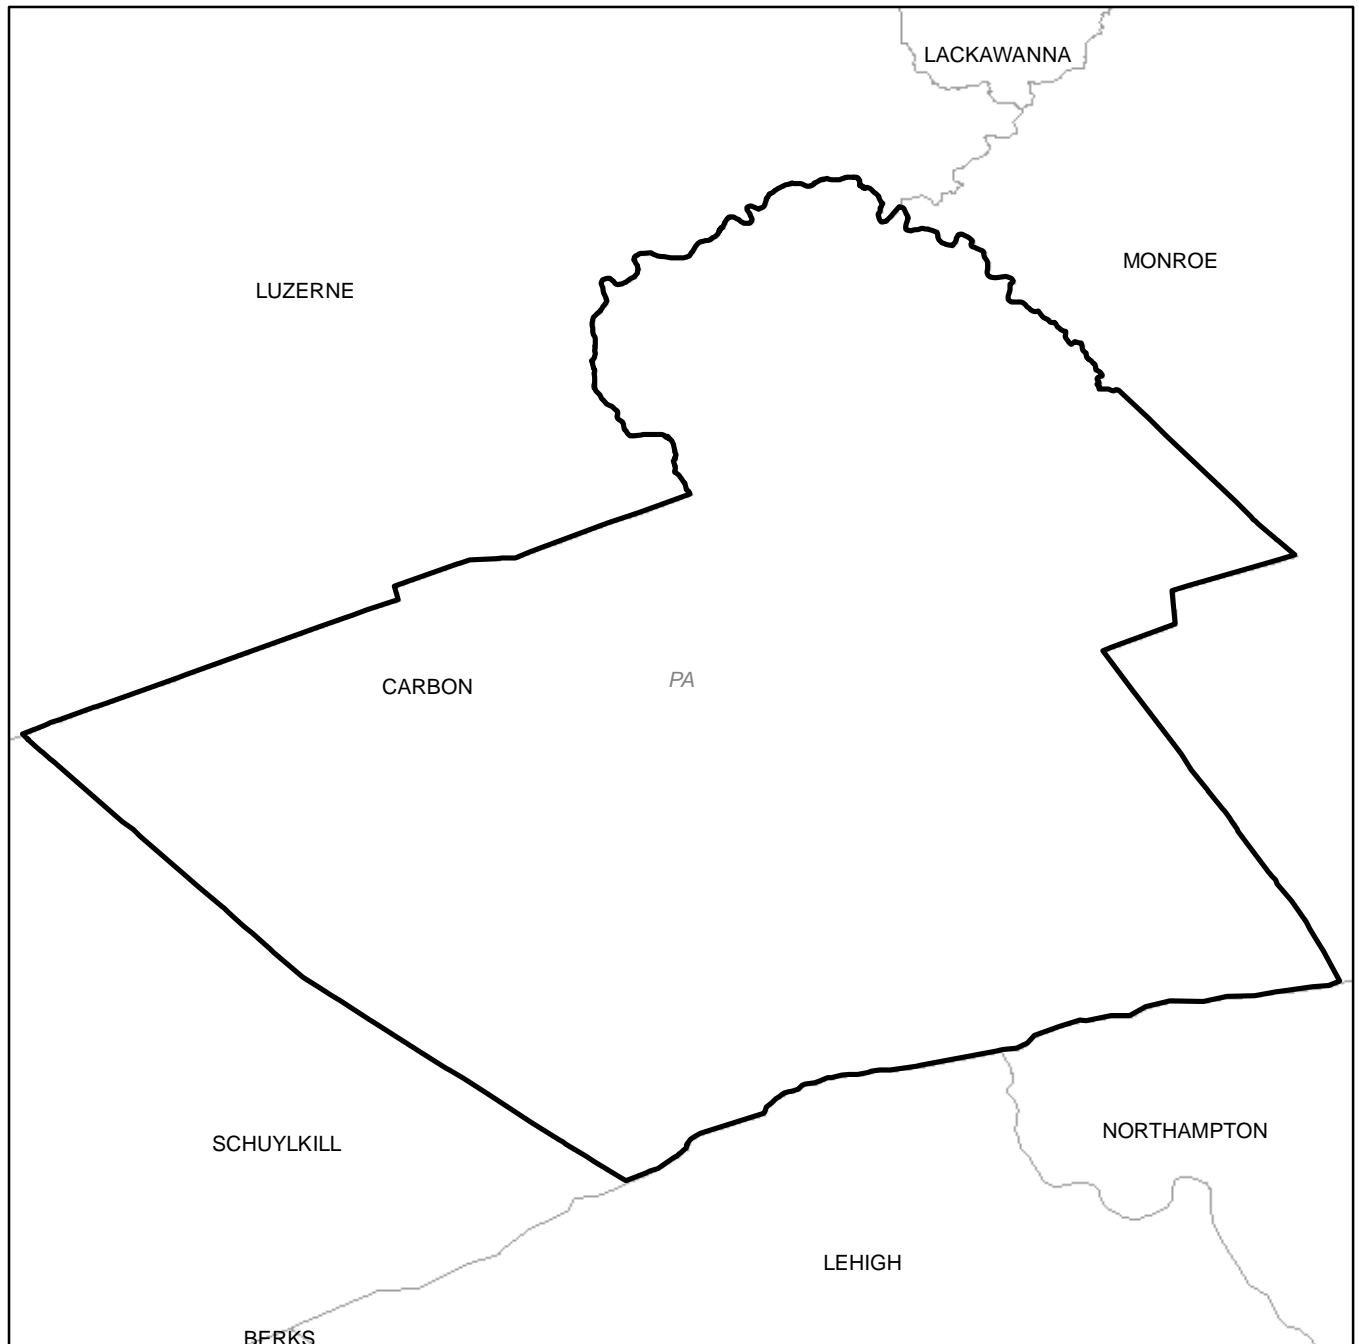 LACKAWANNA
MONROE
LUZERNE
PA
CARBON
NORTHAMPTON
SCHUYLKILL
LEHIGH
BERKS